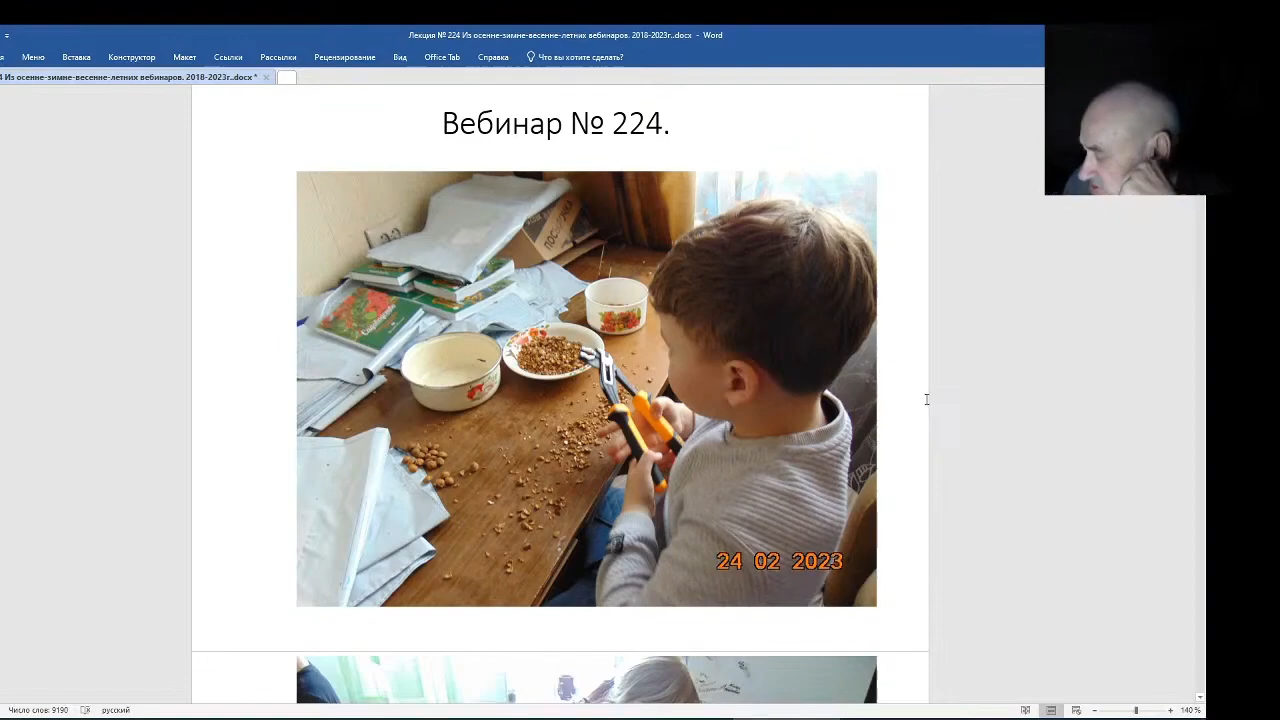 Лекция № 224 Из осенне-зимне-весенне-летних вебинаров. 2018-2023г..docx - Word
Меню Вставка Конструктор Макет Ссылки Рассылки Рецензирование Вид Office Tab Справка Что вы хотите сделать?
4 Из осенне-зимне-весенне-летних вебинаров. 2018-2023г..docx *
Вебинар № 224.
24 02 2023
Число слов: 9190 русский 140 %